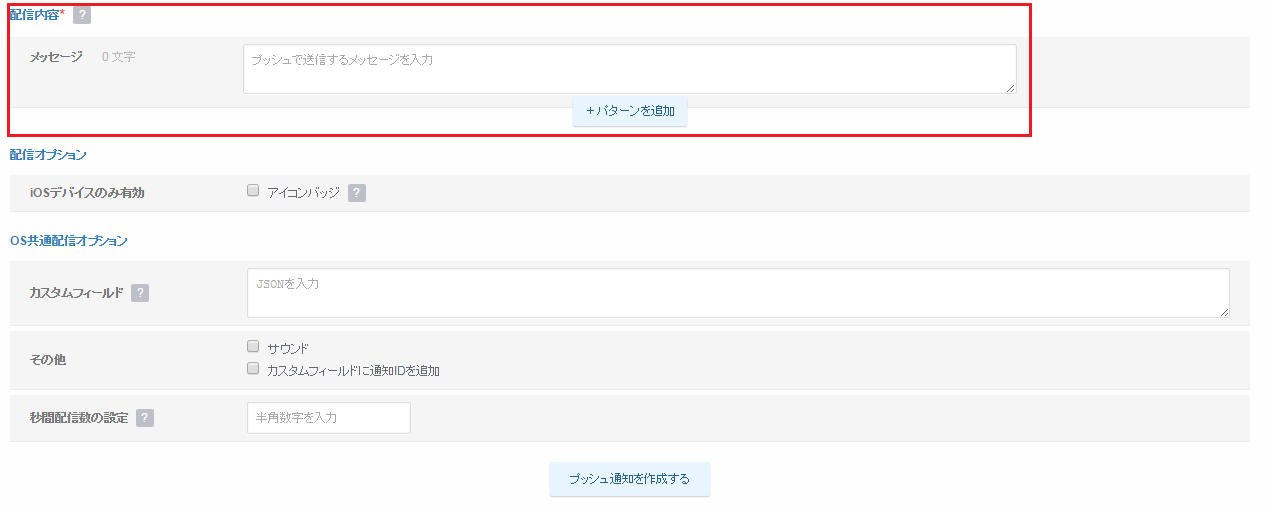 配信内容* ?
メッセージ 0 文字
プッシュで送信するメッセージを入力
+パターンを追加
配信オプション
iOSデバイスのみ有効
アイコンバッジ ?
OS共通配信オプション
カスタムフィールド ?
JSONを入力
その他
サウンド
カスタムフィールドに通知IDを追加
秒間配信数の設定 ?
半角数字を入力
プッシュ通知を作成する